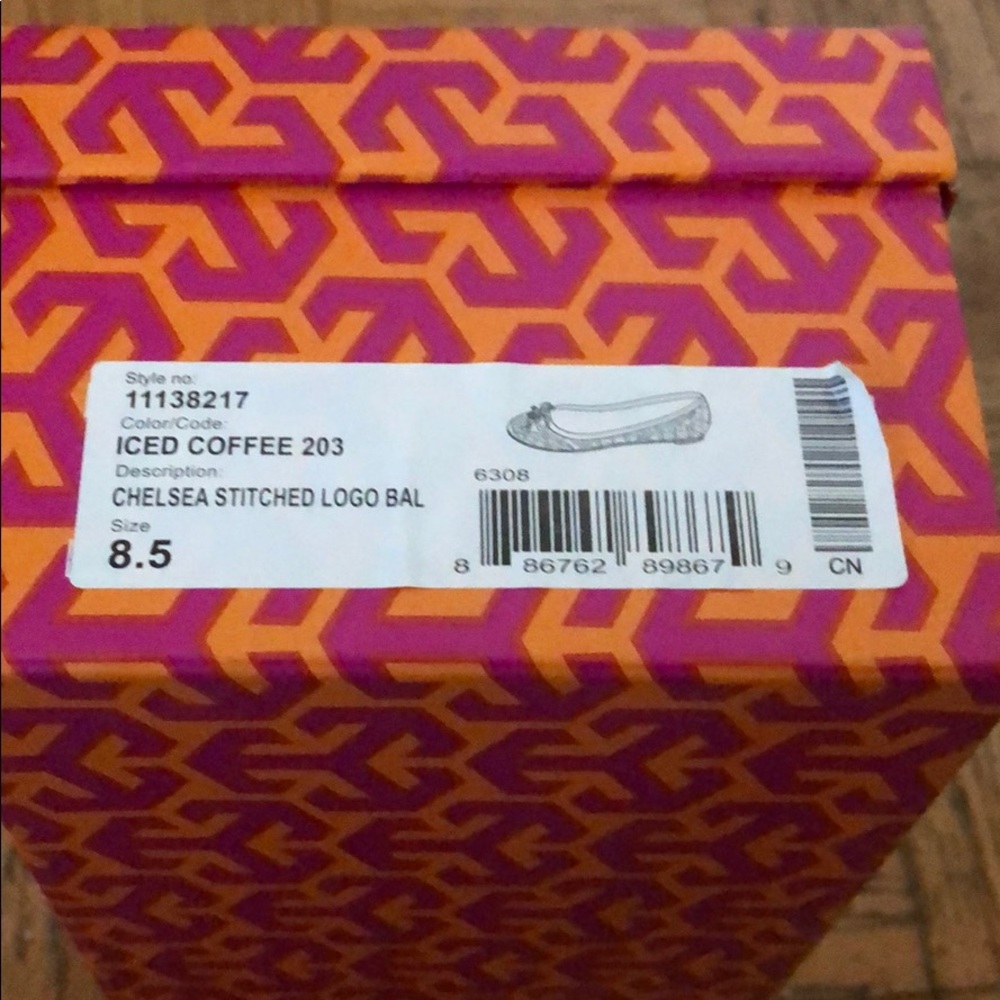 Style no:
11138217
Color/Code:
ICED COFFEE 203
Description:
CHELSEA STITCHED LOGO BAL
Size
8.5
6308
8 86762 89867 9
CN